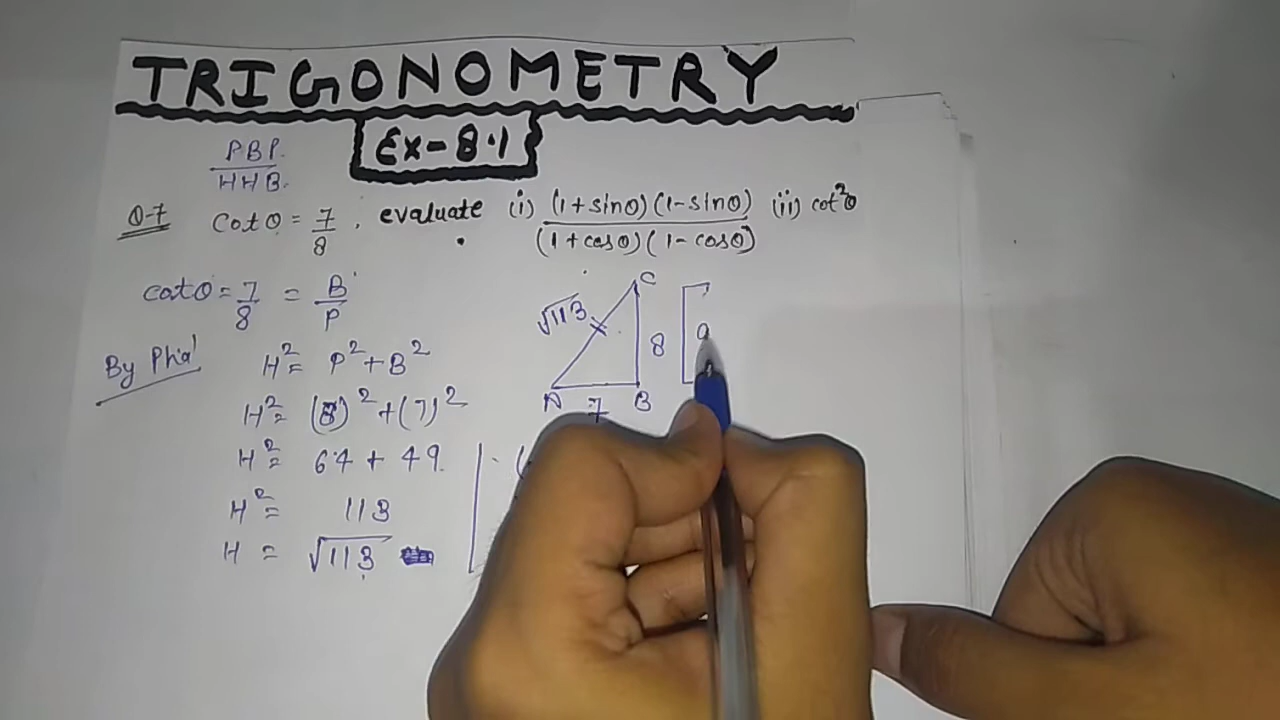 TRIGONOMETRY
Ex-8.1
PBP
HHB.
Q-7 cotθ = 7/8 . evaluate (i) (1+sinθ)(1-sinθ)/(1+cosθ)(1-cosθ) (ii) cot²θ
cotθ = 7/8 = B/P
By Phal
H² = P² + B²
H² = (8)² + (7)²
H² = 64 + 49
H² = 113
H = √113
C
√113
8
A 7 B
a